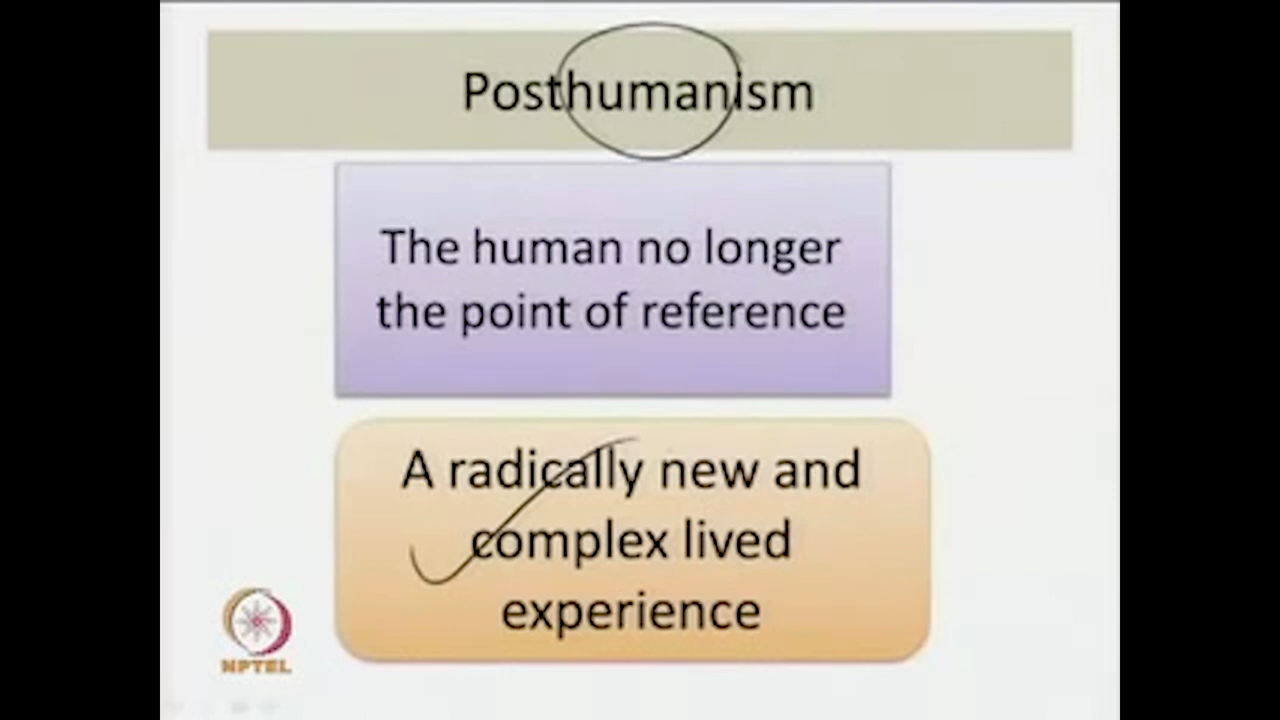 Posthumanism
The human no longer
the point of reference
A radically new and
complex lived
experience
NPTEL